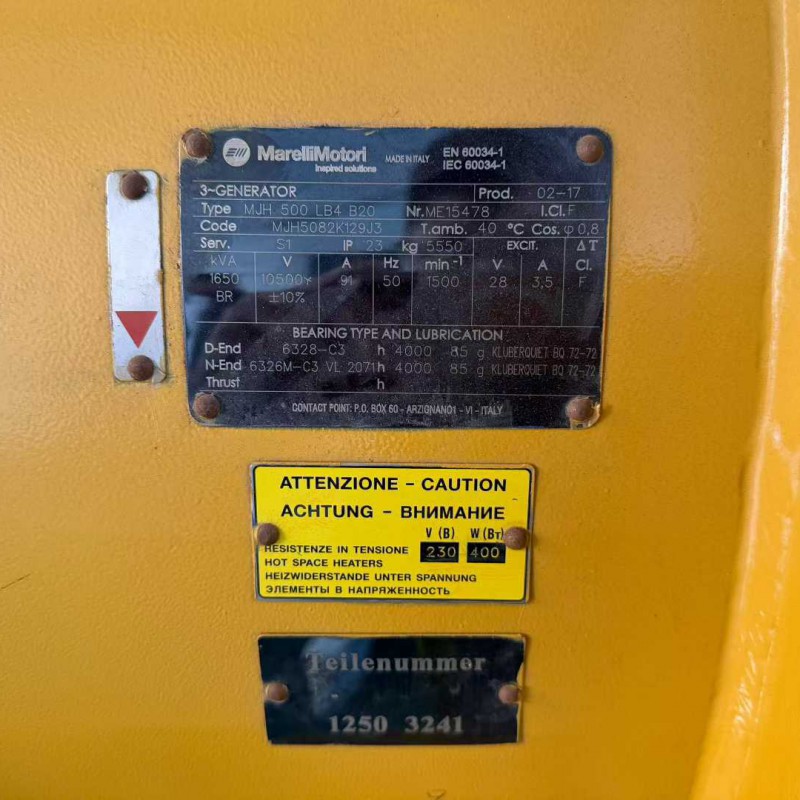 MarelliMotori
Inspired solutions
MADE IN ITALY
EN 60034-1
IEC 60034-1
3~GENERATOR Prod. 02-17
Type MJH 500 LB4 B20 Nr. ME15478 I.CI. F
Code MJH5082K129J3 T.amb. 40 °C Cos. φ 0,8
Serv. S1 IP 23 kg 5550 EXCIT. ΔT
kVA V A Hz min⁻¹ V A Cl.
1650 10500Y 91 50 1500 28 3,5 F
BR ±10%
BEARING TYPE AND LUBRICATION
D-End 6328-C3 h 4000 85 g KLUBERQUIET BQ 72-72
N-End 6326M-C3 VL 2071 h 4000 85 g KLUBERQUIET BQ 72-72
Thrust h
CONTACT POINT: P.O. BOX 60 - ARZIGNANO1 - VI - ITALY
ATTENZIONE - CAUTION
ACHTUNG - ВНИМАНИЕ
V (В) W (Вт)
RESISTENZE IN TENSIONE 230 400
HOT SPACE HEATERS
HEIZWIDERSTANDE UNTER SPANNUNG
ЭЛЕМЕНТЫ В НАПРЯЖЕННОСТЬ
Teilenummer
1250 3241